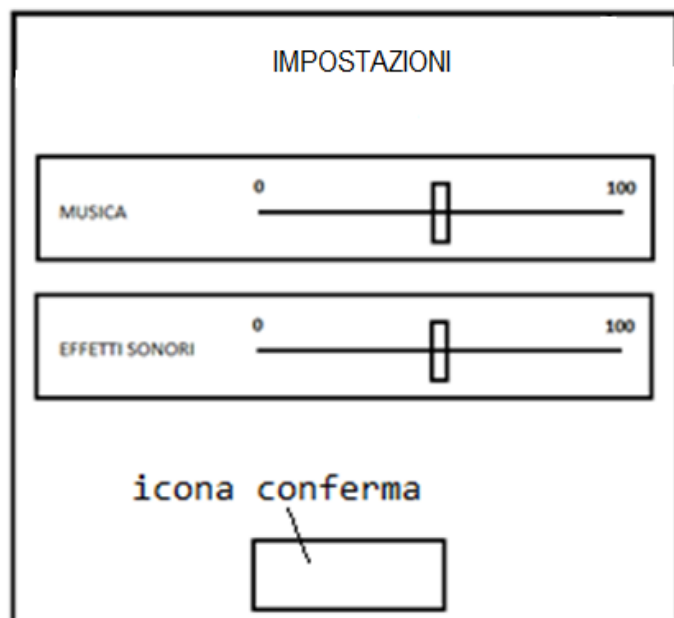 IMPOSTAZIONI
0 100
MUSICA
0 100
EFFETTI SONORI
icona conferma